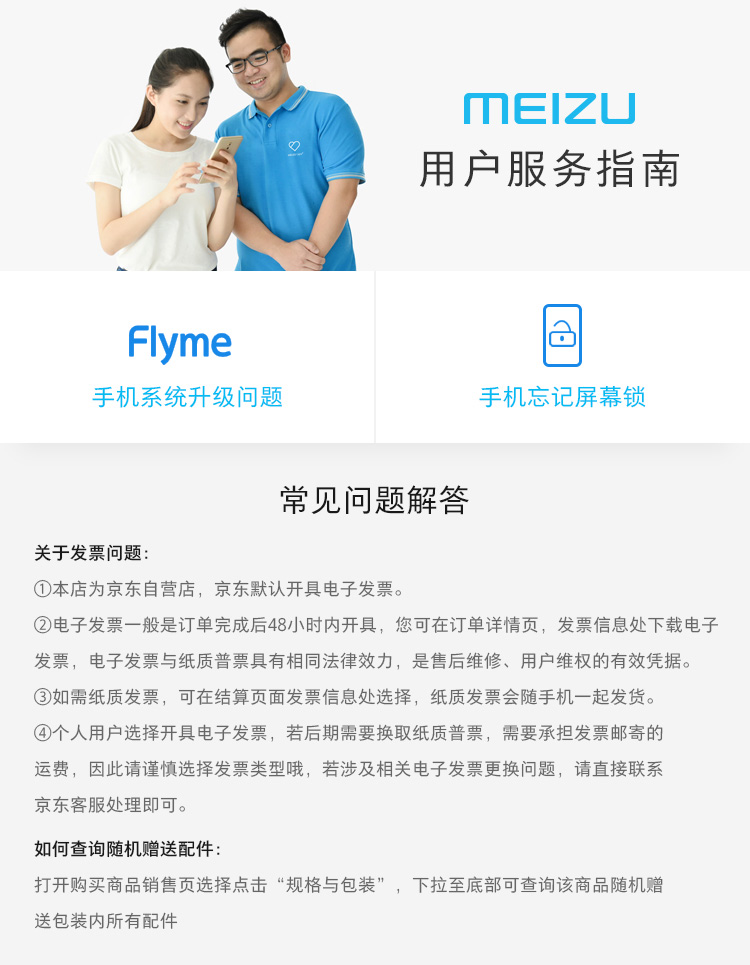 MEIZU
用户服务指南
Flyme
手机系统升级问题
手机忘记屏幕锁
常见问题解答
关于发票问题：
①本店为京东自营店，京东默认开具电子发票。
②电子发票一般是订单完成后48小时内开具，您可在订单详情页，发票信息处下载电子
发票，电子发票与纸质普票具有相同法律效力，是售后维修、用户维权的有效凭据。
③如需纸质发票，可在结算页面发票信息处选择，纸质发票会随手机一起发货。
④个人用户选择开具电子发票，若后期需要换取纸质普票，需要承担发票邮寄的
运费，因此请谨慎选择发票类型哦，若涉及相关电子发票更换问题，请直接联系
京东客服处理即可。
如何查询随机赠送配件：
打开购买商品销售页选择点击“规格与包装”，下拉至底部可查询该商品随机赠
送包装内所有配件